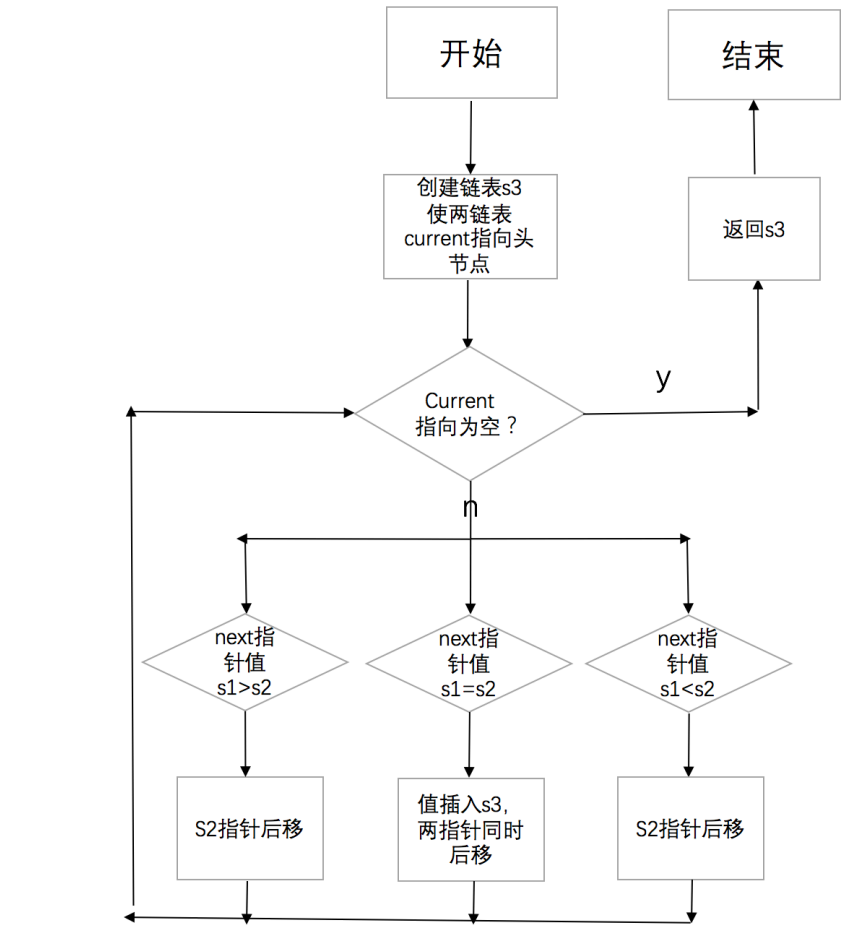 开始
结束
创建链表s3
使两链表
current指向头
节点
返回s3
y
Current
指向为空？
n
next指
针值
s1>s2
next指
针值
s1=s2
next指
针值
s1<s2
S2指针后移
值插入s3,
两指针同时
后移
S2指针后移